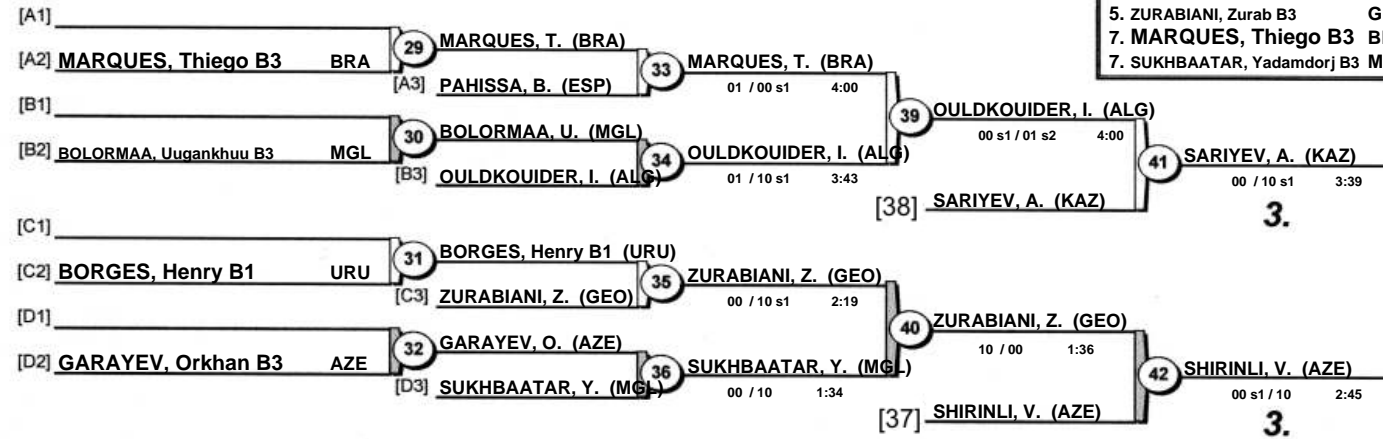 5. ZURABIANI, Zurab B3 G
7. MARQUES, Thiego B3
7. SUKHBAATAR, Yadamdorj B3 M
[A1]
[A2] MARQUES, Thiego B3 BRA
29
MARQUES, T. (BRA)
[A3] PAHISSA, B. (ESP)
33
MARQUES, T. (BRA)
01 / 00 s1 4:00
[B1]
[B2] BOLORMAA, Uugankhuu B3 MGL
30
BOLORMAA, U. (MGL)
[B3] OULDKOUIDER, I. (ALG)
34
OULDKOUIDER, I. (ALG)
01 / 10 s1 3:43
39
OULDKOUIDER, I. (ALG)
00 s1 / 01 s2 4:00
[38] SARIYEV, A. (KAZ)
41
SARIYEV, A. (KAZ)
00 / 10 s1 3:39
3.
[C1]
[C2] BORGES, Henry B1 URU
31
BORGES, Henry B1 (URU)
[C3] ZURABIANI, Z. (GEO)
35
ZURABIANI, Z. (GEO)
00 / 10 s1 2:19
[D1]
[D2] GARAYEV, Orkhan B3 AZE
32
GARAYEV, O. (AZE)
[D3] SUKHBAATAR, Y. (MGL)
36
SUKHBAATAR, Y. (MGL)
00 / 10 1:34
40
ZURABIANI, Z. (GEO)
10 / 00 1:36
[37] SHIRINLI, V. (AZE)
42
SHIRINLI, V. (AZE)
00 s1 / 10 2:45
3.